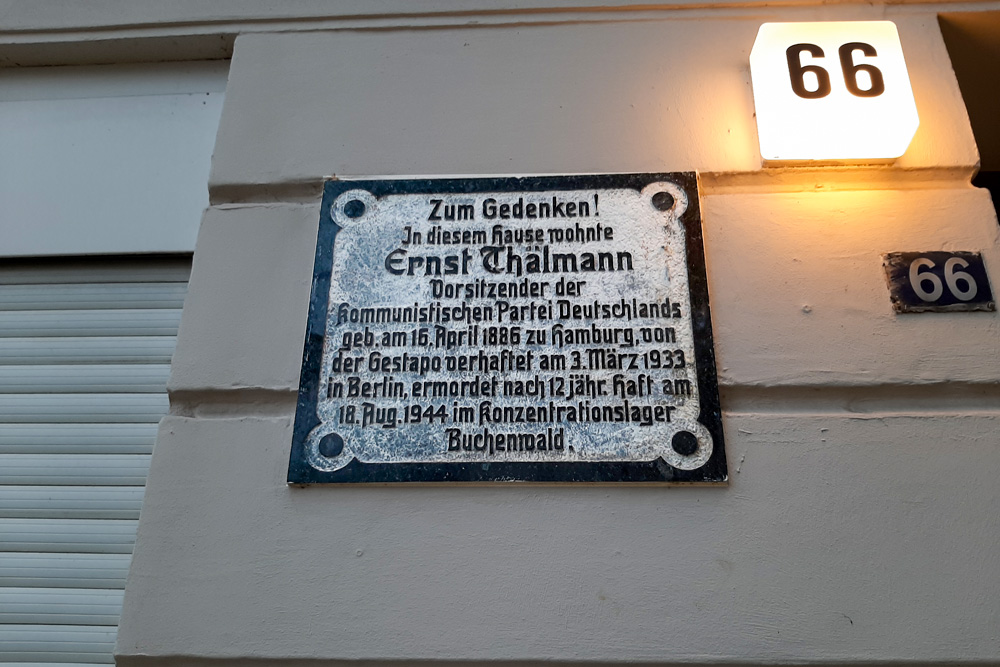 66
Zum Gedenken!
In diesem Hause wohnte
Ernst Thälmann
Vorsitzender der
Kommunistischen Partei Deutschlands
geb. am 16. April 1886 zu Hamburg, von
der Gestapo verhaftet am 3. März 1933
in Berlin, ermordet nach 12 jähr. Haft am
18. Aug. 1944 im Konzentrationslager
Buchenwald.
66